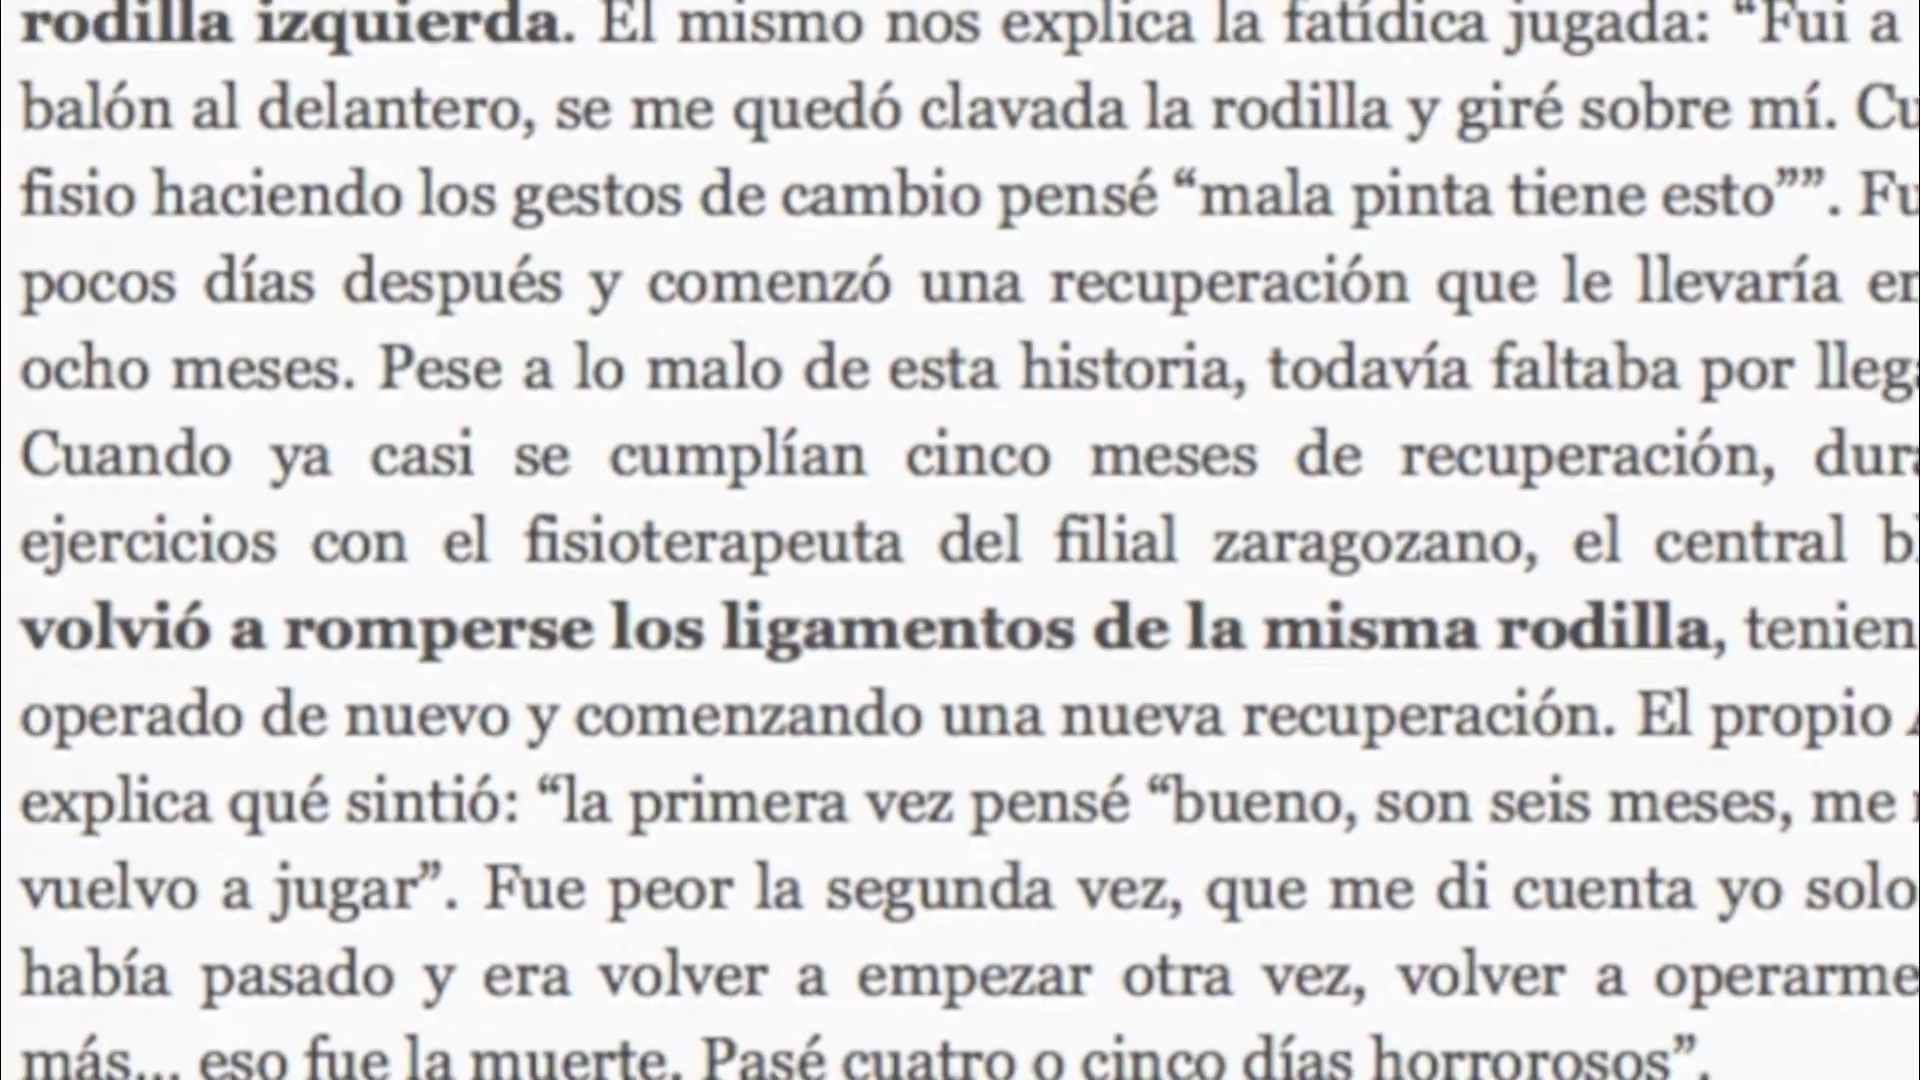 rodilla izquierda. Él mismo nos explica la fatídica jugada: “Fui a
balón al delantero, se me quedó clavada la rodilla y giré sobre mí.
fisio haciendo los gestos de cambio pensé “mala pinta tiene esto””.
pocos días después y comenzó una recuperación que le llevaría
ocho meses. Pese a lo malo de esta historia, todavía faltaba por
Cuando ya casi se cumplían cinco meses de recuperación,
ejercicios con el fisioterapeuta del filial zaragozano, el central
volvió a romperse los ligamentos de la misma rodilla,
operado de nuevo y comenzando una nueva recuperación. El propio
explica qué sintió: “la primera vez pensé “bueno, son seis meses, me
vuelvo a jugar”. Fue peor la segunda vez, que me di cuenta yo solo
había pasado y era volver a empezar otra vez, volver a operarme
más... eso fue la muerte. Pasé cuatro o cinco días horrorosos”.